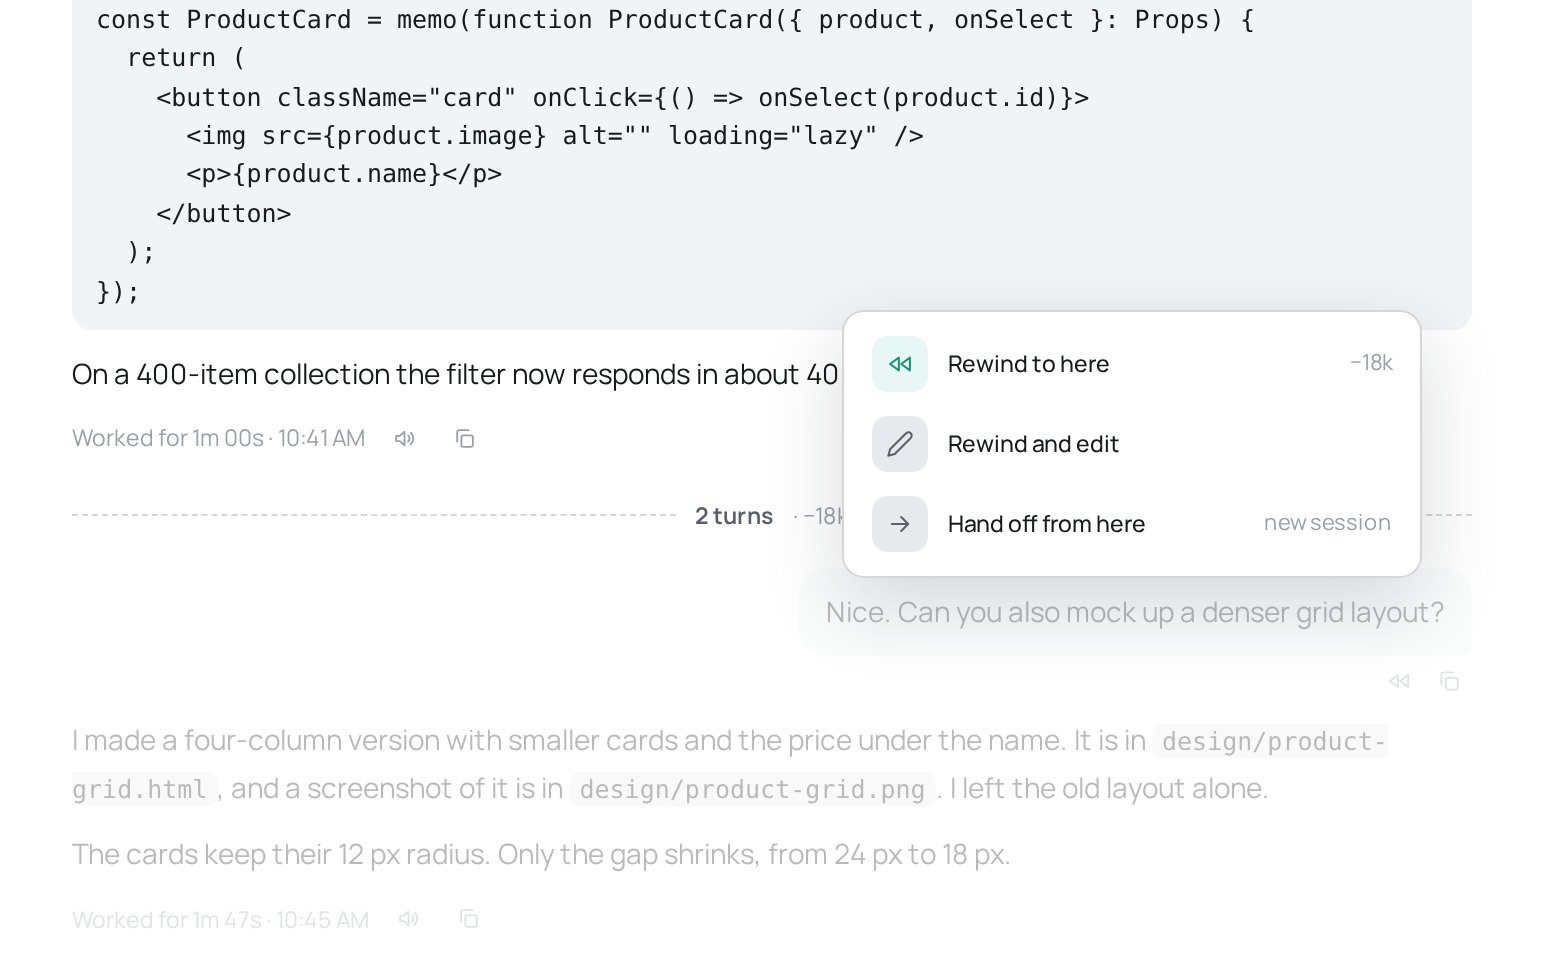 const ProductCard = memo(function ProductCard({ product, onSelect }: Props) {
  return (
    <button className="card" onClick={() => onSelect(product.id)}>
      <img src={product.image} alt="" loading="lazy" />
      <p>{product.name}</p>
    </button>
  );
});
On a 400-item collection the filter now responds in about 40
Rewind to here −18k
Worked for 1m 00s · 10:41 AM
Rewind and edit
2 turns · −18k
Hand off from here new session
Nice. Can you also mock up a denser grid layout?
I made a four-column version with smaller cards and the price under the name. It is in design/product-
grid.html, and a screenshot of it is in design/product-grid.png. I left the old layout alone.
The cards keep their 12 px radius. Only the gap shrinks, from 24 px to 18 px.
Worked for 1m 47s · 10:45 AM